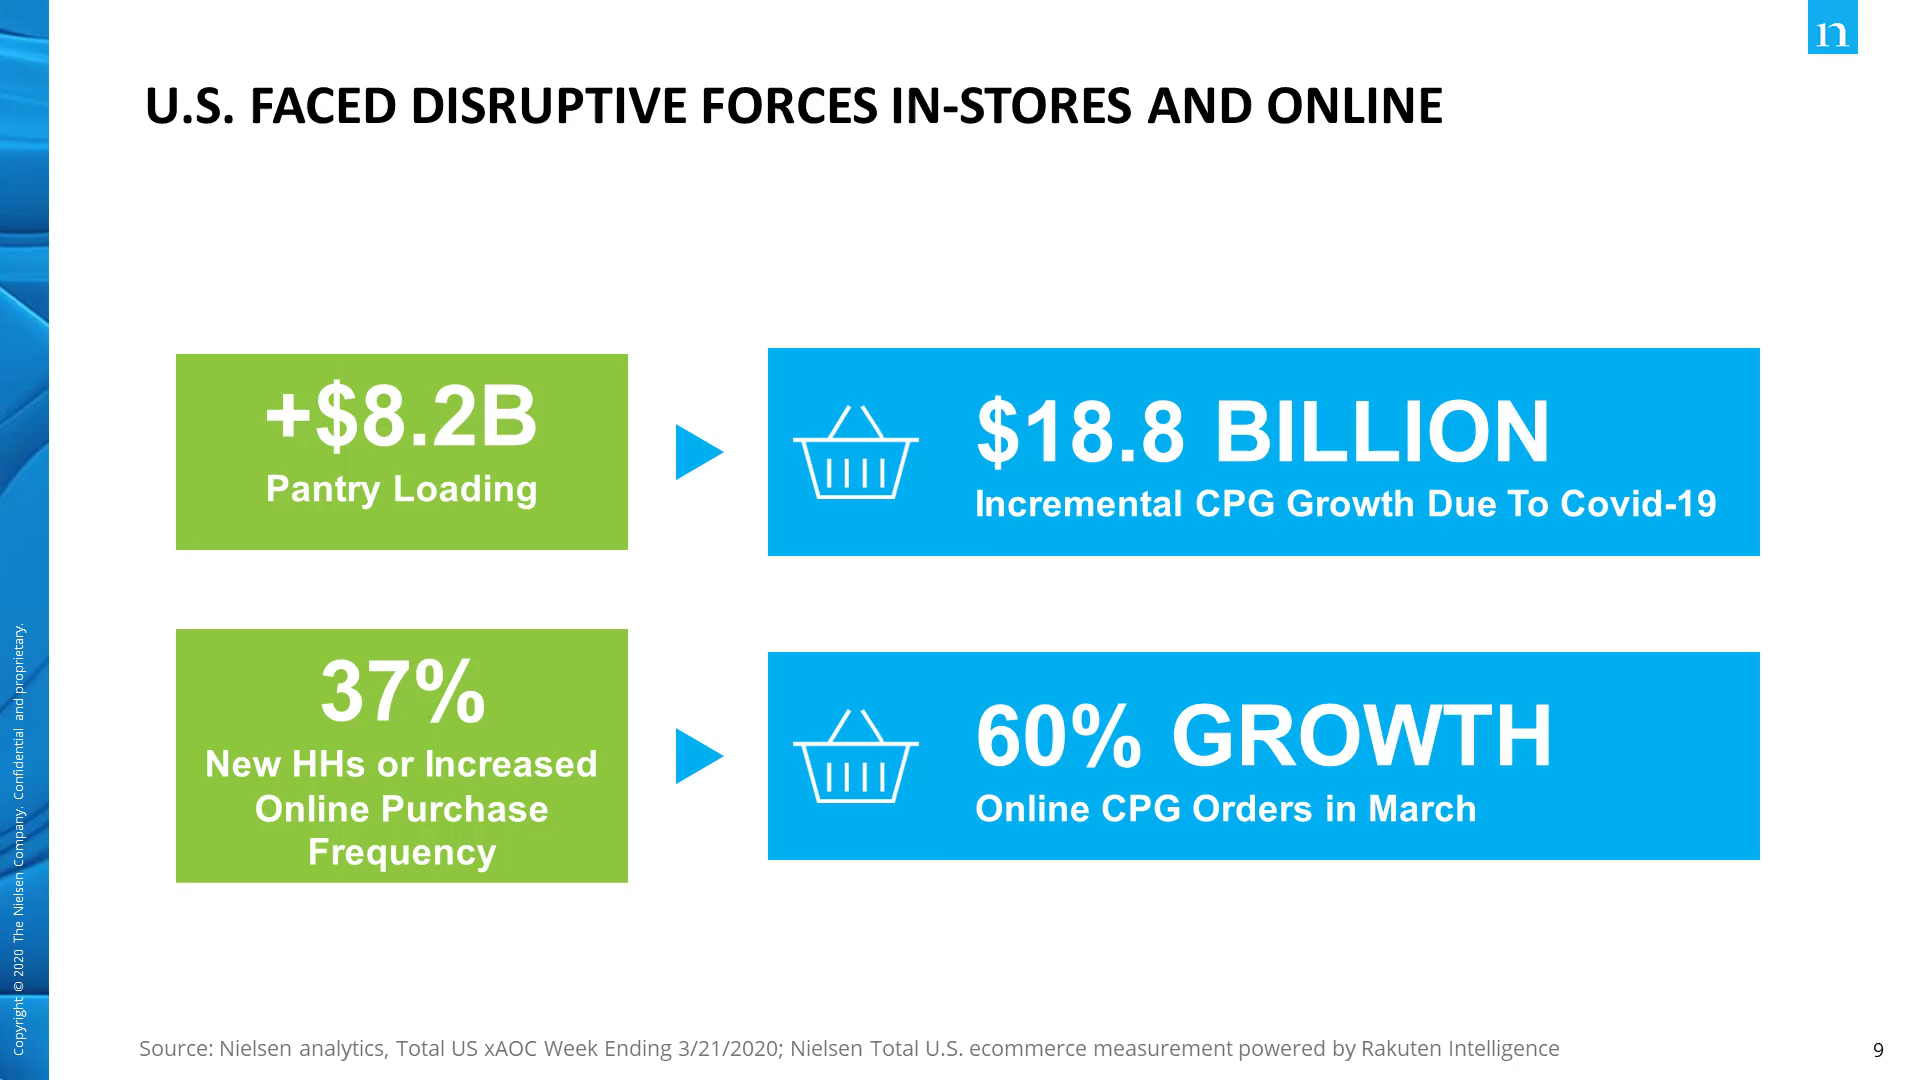 n
U.S. FACED DISRUPTIVE FORCES IN-STORES AND ONLINE
+$8.2B
Pantry Loading
$18.8 BILLION
Incremental CPG Growth Due To Covid-19
37%
New HHs or Increased
Online Purchase
Frequency
60% GROWTH
Online CPG Orders in March
Copyright © 2020 The Nielsen Company. Confidential and proprietary.
Source: Nielsen analytics, Total US xAOC Week Ending 3/21/2020; Nielsen Total U.S. ecommerce measurement powered by Rakuten Intelligence
9